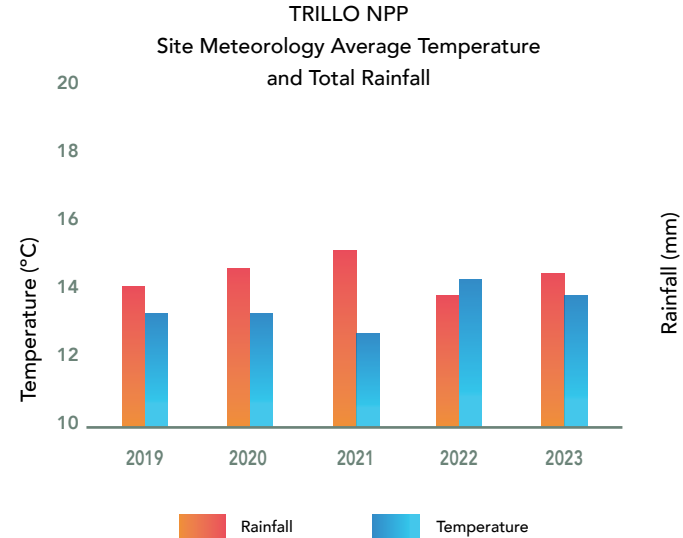 TRILLO NPP
Site Meteorology Average Temperature
and Total Rainfall
20
18
16
14
12
10
Temperature (°C)
Rainfall (mm)
2019 2020 2021 2022 2023
Rainfall Temperature